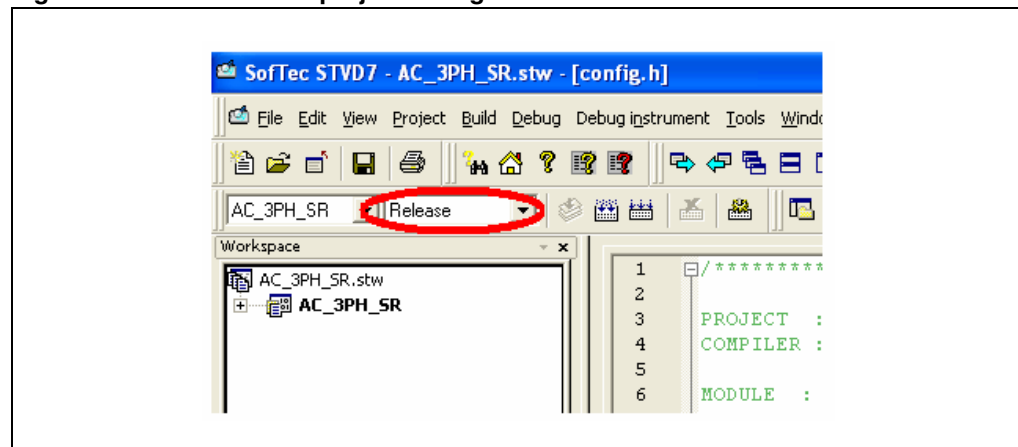 SofTec STVD7 - AC_3PH_SR.stw - [config.h]
File Edit View Project Build Debug Debug instrument Tools
AC_3PH_SR Release
Workspace
AC_3PH_SR.stw
AC_3PH_SR
1 /*********
2
3 PROJECT :
4 COMPILER :
5
6 MODULE :